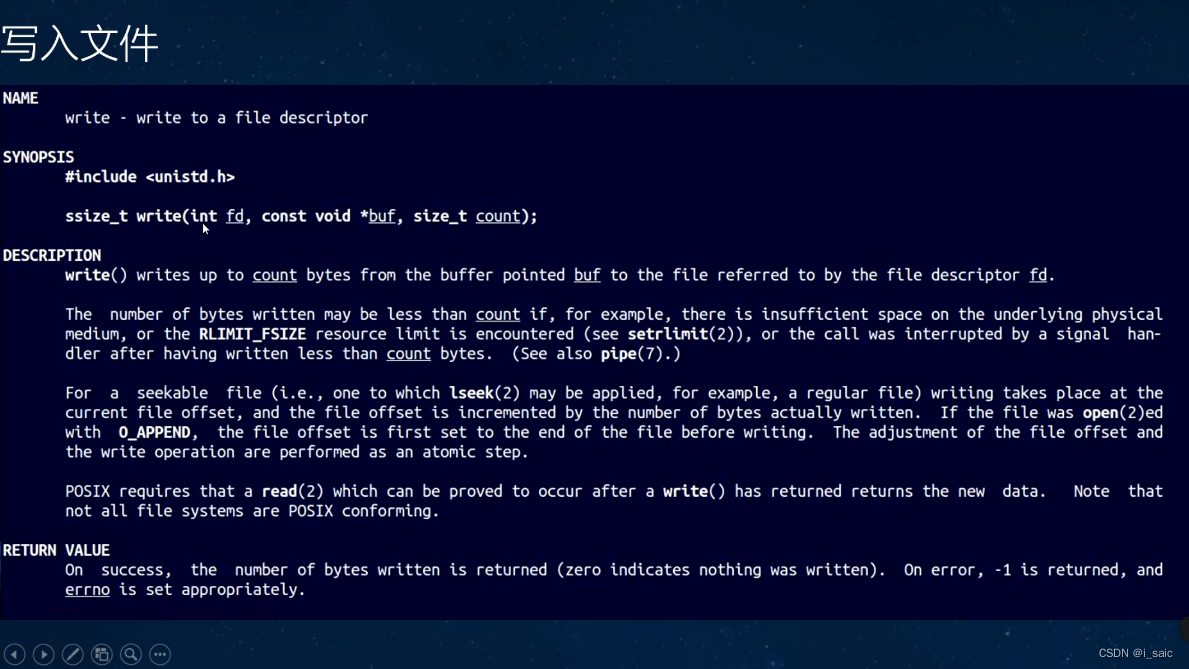 写入文件
NAME
write - write to a file descriptor
SYNOPSIS
#include <unistd.h>
ssize_t write(int fd, const void *buf, size_t count);
DESCRIPTION
write() writes up to count bytes from the buffer pointed buf to the file referred to by the file descriptor fd.
The number of bytes written may be less than count if, for example, there is insufficient space on the underlying physical
medium, or the RLIMIT_FSIZE resource limit is encountered (see setrlimit(2)), or the call was interrupted by a signal han-
dler after having written less than count bytes. (See also pipe(7).)
For a seekable file (i.e., one to which lseek(2) may be applied, for example, a regular file) writing takes place at the
current file offset, and the file offset is incremented by the number of bytes actually written. If the file was open(2)ed
with O_APPEND, the file offset is first set to the end of the file before writing. The adjustment of the file offset and
the write operation are performed as an atomic step.
POSIX requires that a read(2) which can be proved to occur after a write() has returned returns the new data. Note that
not all file systems are POSIX conforming.
RETURN VALUE
On success, the number of bytes written is returned (zero indicates nothing was written). On error, -1 is returned, and
errno is set appropriately.
CSDN @i_saic